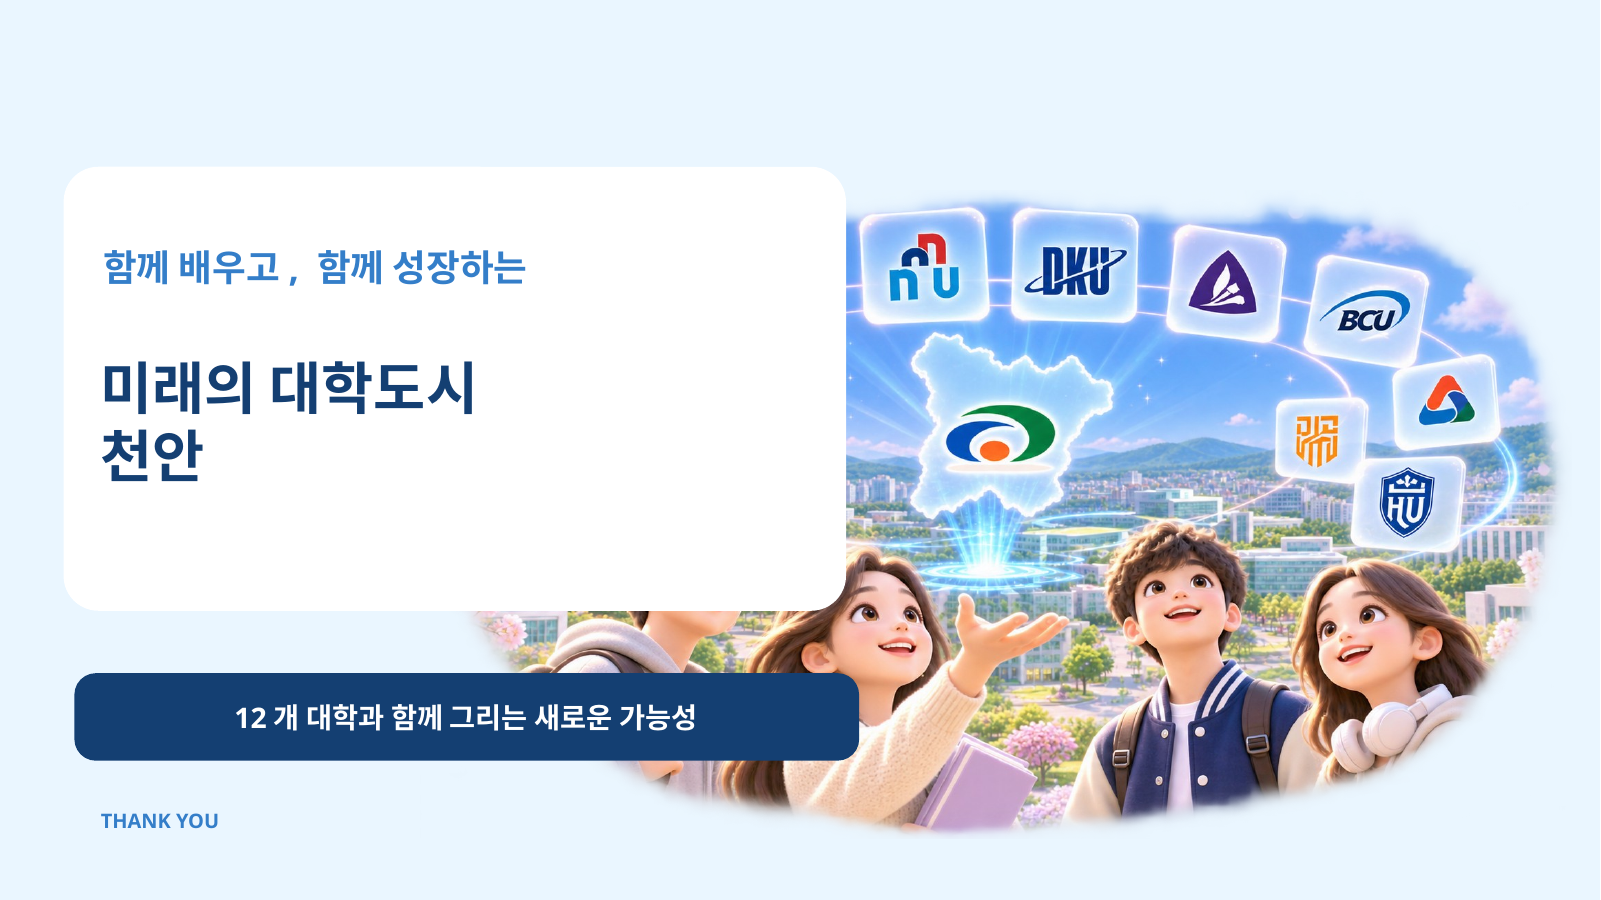 함께 배우고 , 함께 성장하는
미래의 대학도시
천안
12 개 대학과 함께 그리는 새로운 가능성
THANK YOU
nnnu
DKU
BCU
HU